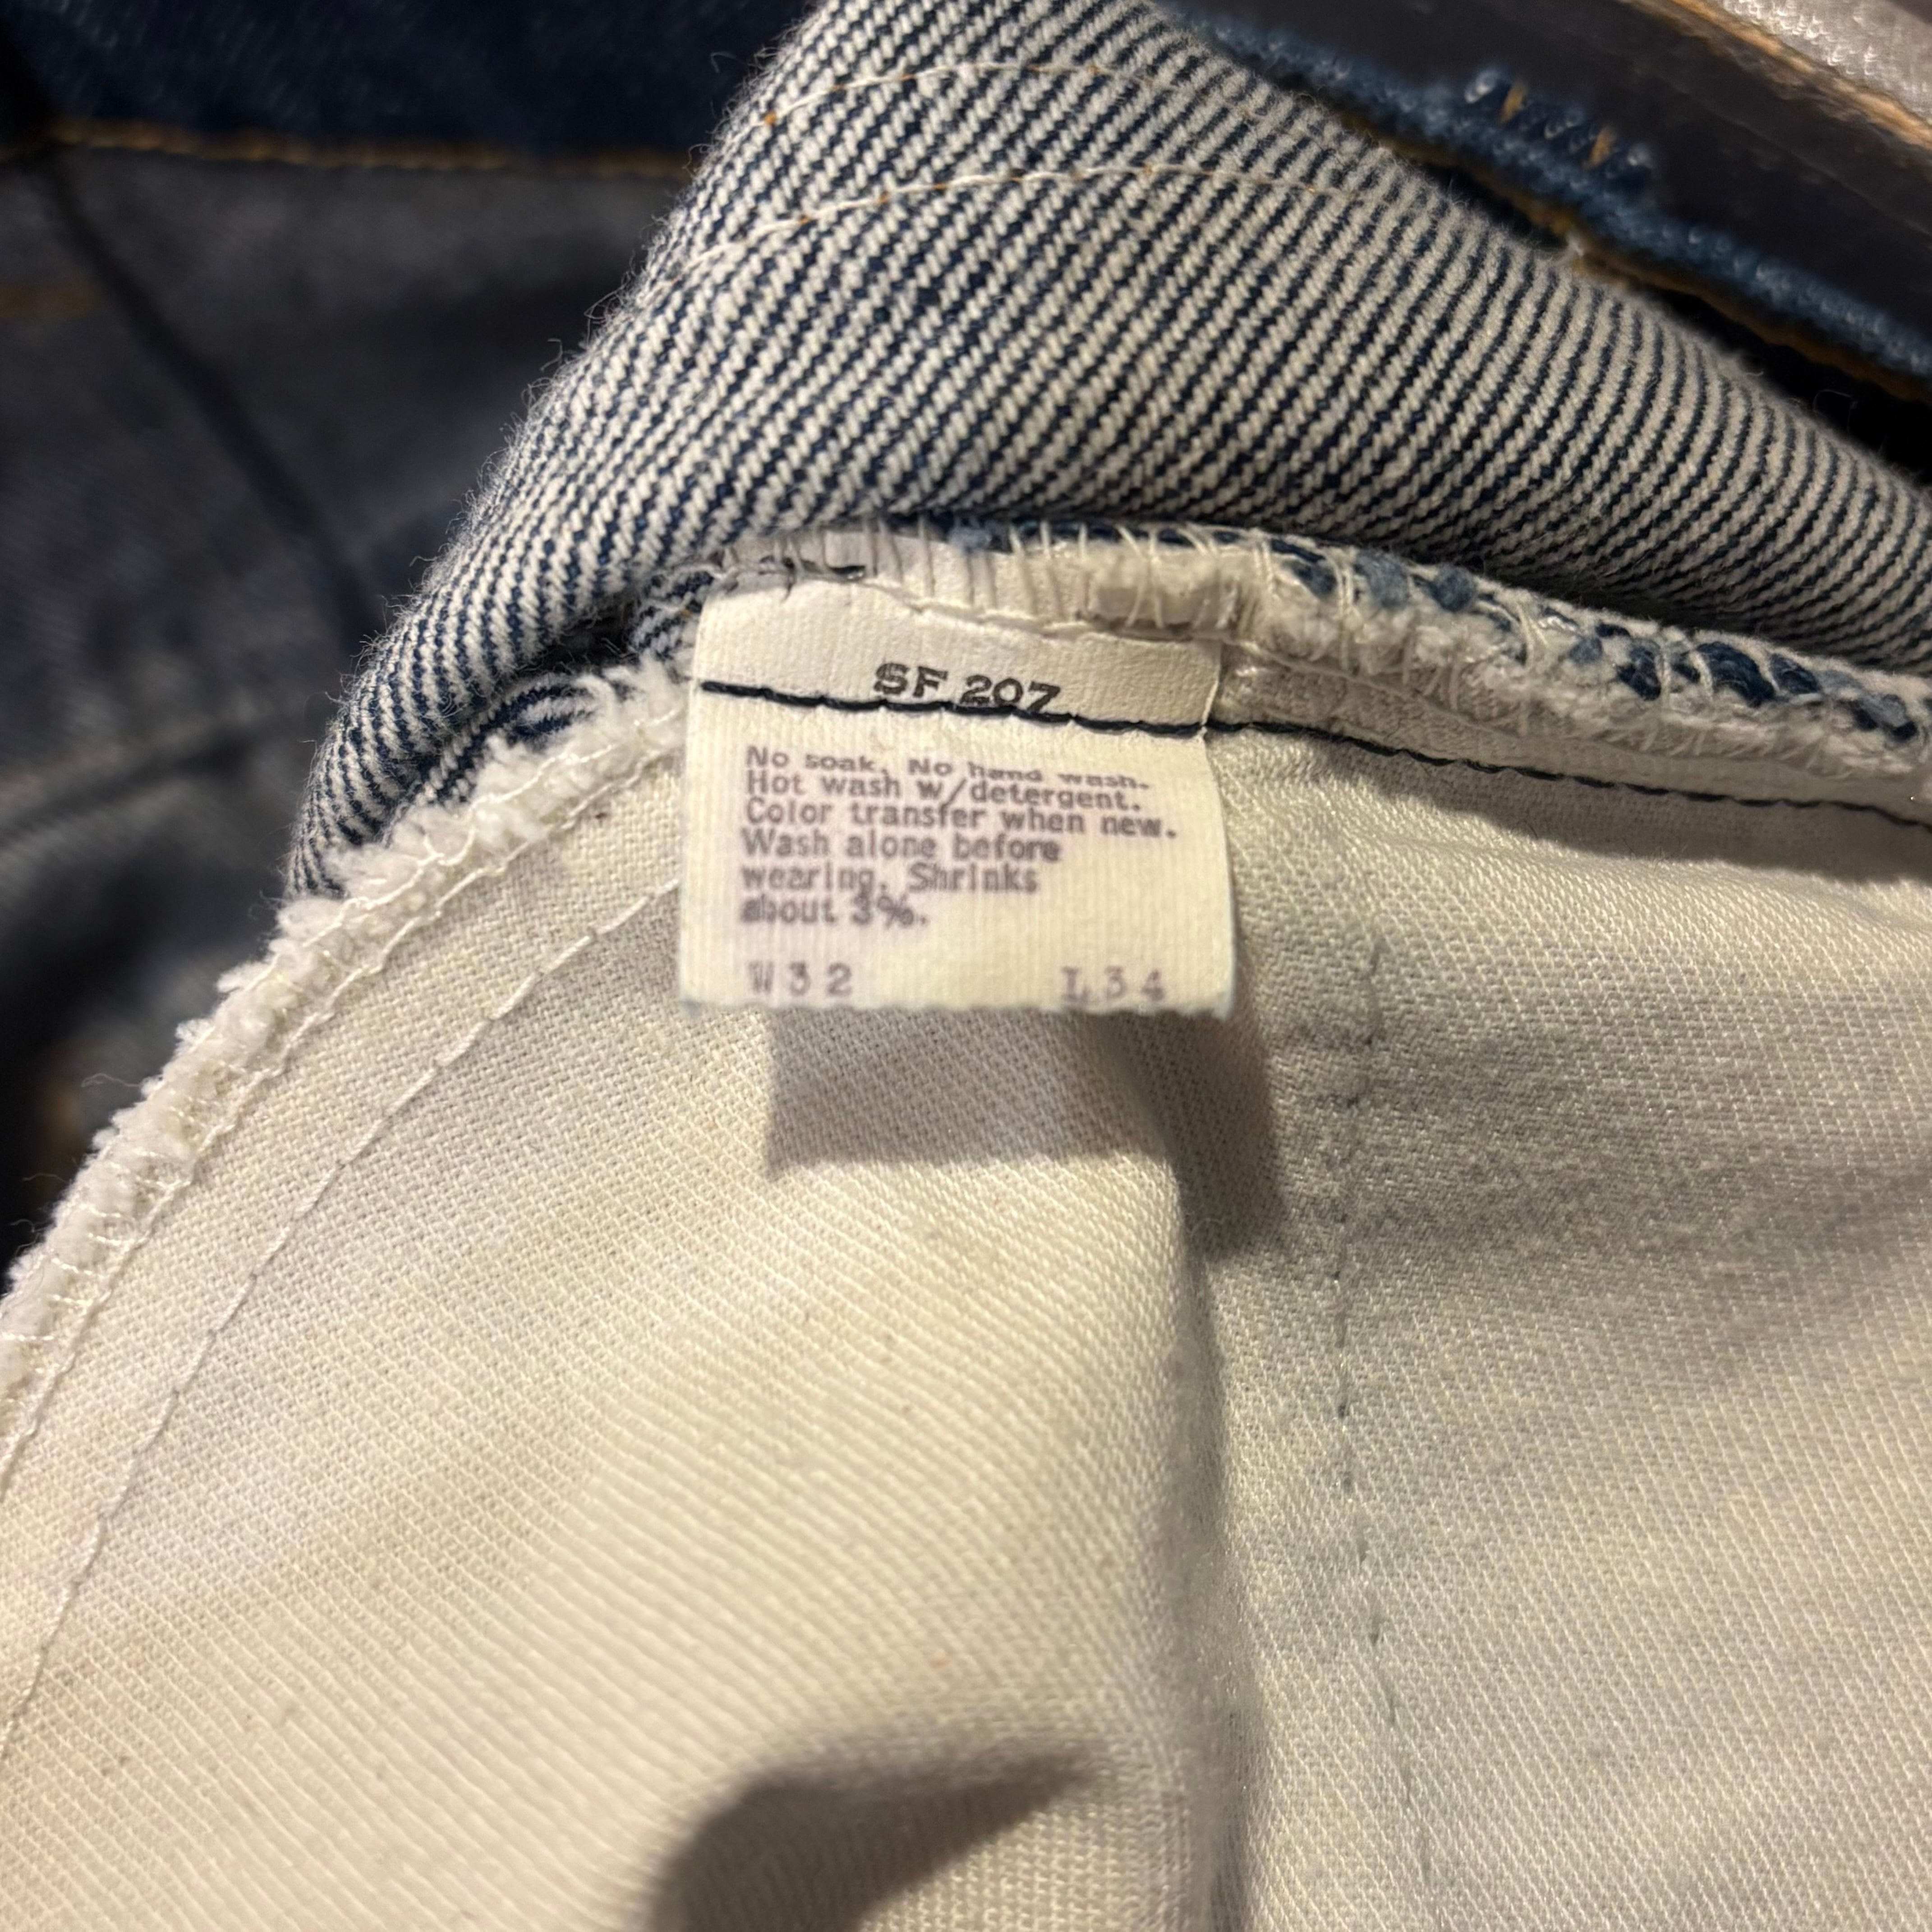 SF 207
No soak. No hand wash.
Hot wash w/detergent.
Color transfer when new.
Wash alone before
wearing. Shrinks
about 3%.
W32 L34